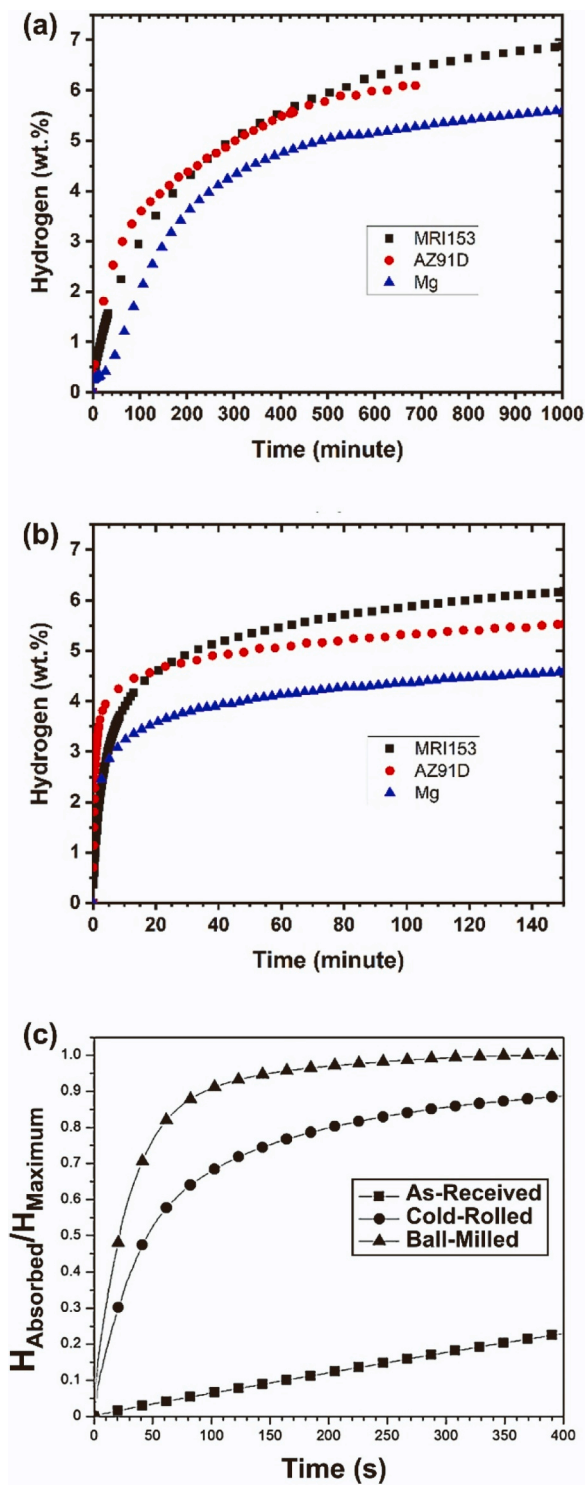 (a)
7
6
5
4
3
2
1
0
Hydrogen (wt.%)
MRI153
AZ91D
Mg
0 100 200 300 400 500 600 700 800 900 1000
Time (minute)
(b)
7
6
5
4
3
2
1
0
Hydrogen (wt.%)
MRI153
AZ91D
Mg
0 20 40 60 80 100 120 140
Time (minute)
(c)
1.0
0.9
0.8
0.7
0.6
0.5
0.4
0.3
0.2
0.1
0
H Absorbed/H Maximum
As-Received
Cold-Rolled
Ball-Milled
0 50 100 150 200 250 300 350 400
Time (s)